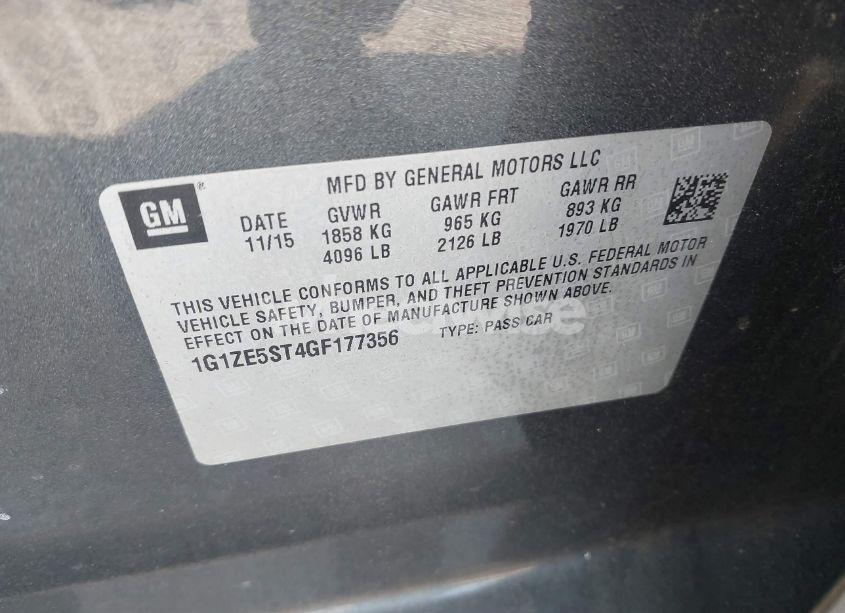 MFD BY GENERAL MOTORS LLC
GM®
DATE GVWR GAWR FRT GAWR RR
11/15 1858 KG 965 KG 893 KG
4096 LB 2126 LB 1970 LB
THIS VEHICLE CONFORMS TO ALL APPLICABLE U.S. FEDERAL MOTOR
VEHICLE SAFETY, BUMPER, AND THEFT PREVENTION STANDARDS IN
EFFECT ON THE DATE OF MANUFACTURE SHOWN ABOVE.
1G1ZE5ST4GF177356 TYPE: PASS CAR